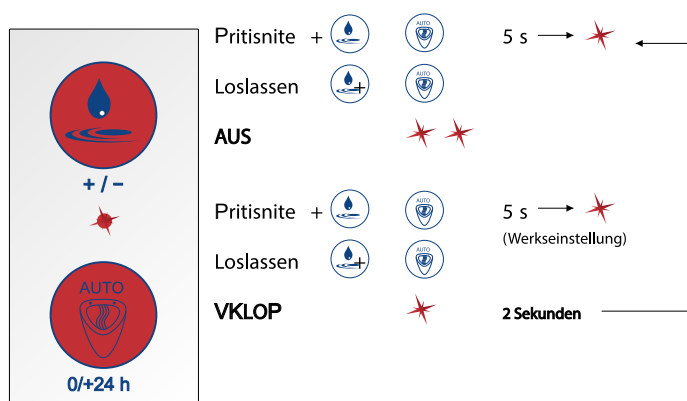 + / −
AUTO
0/+24 h
Pritisnite + AUTO 5 s
Loslassen + AUTO
AUS
Pritisnite + AUTO 5 s
(Werkseinstellung)
Loslassen + AUTO
VKLOP 2 Sekunden